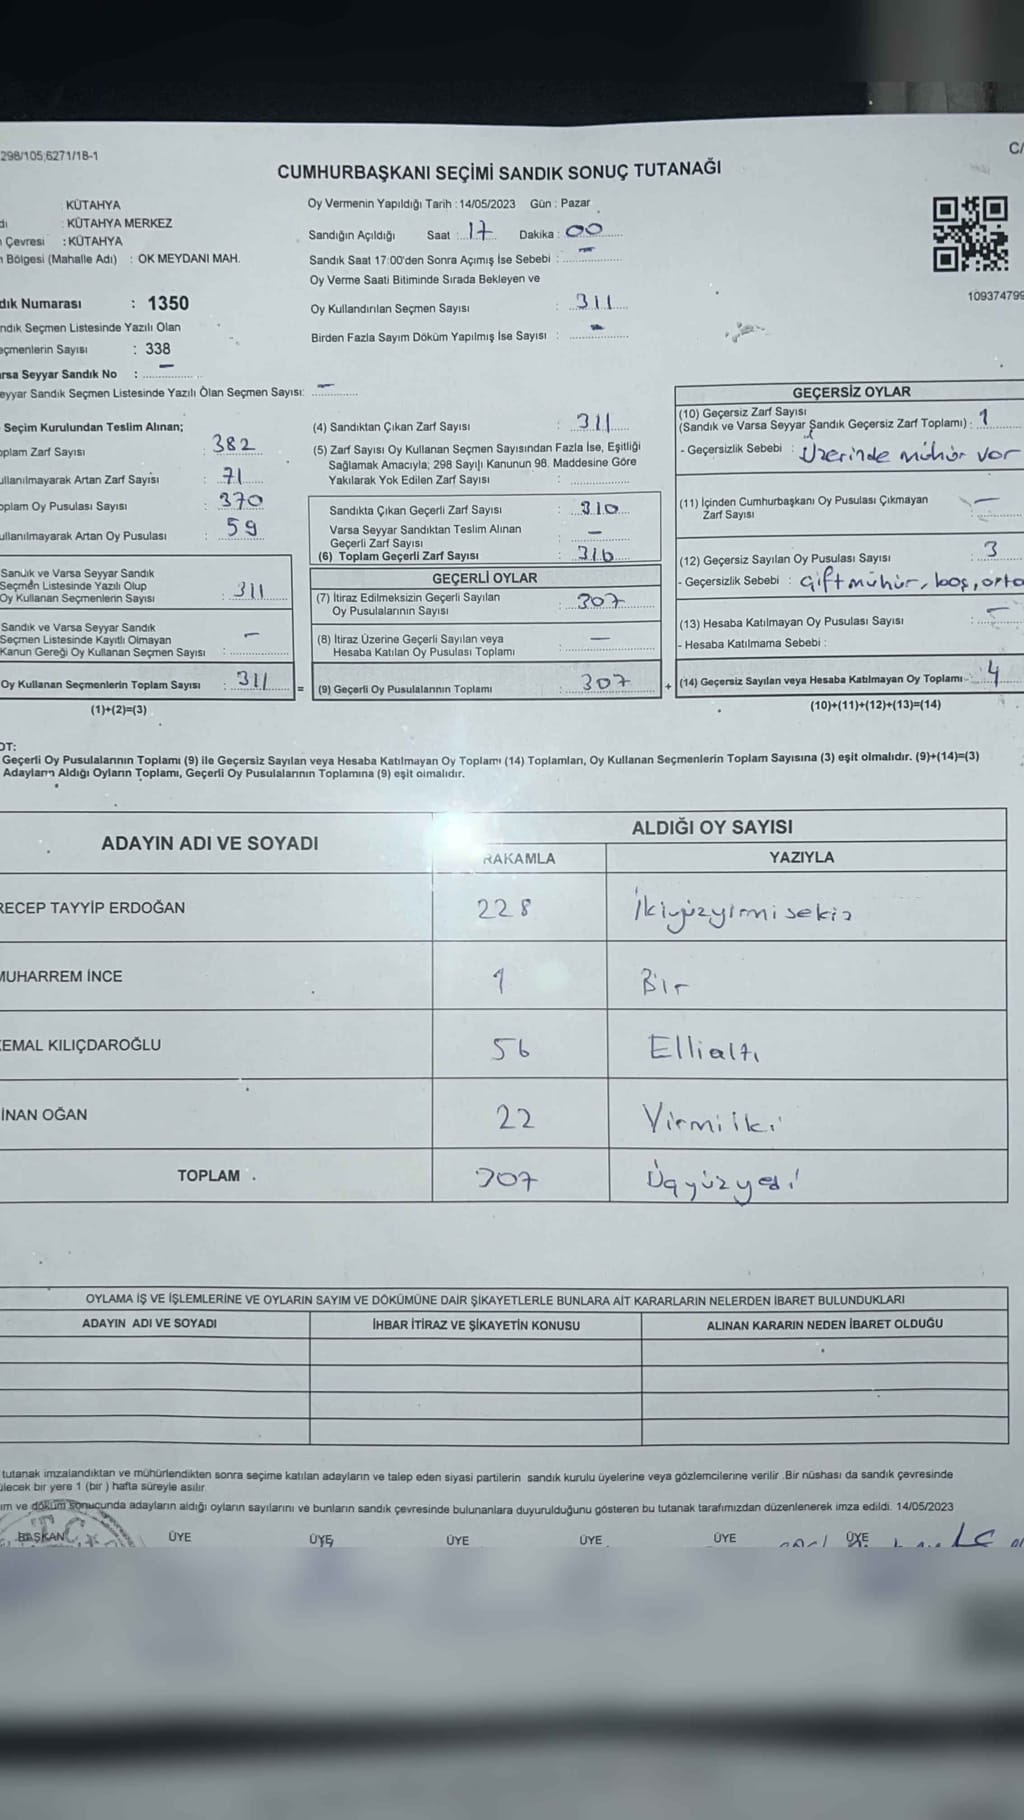 298/105;6271/1B-1
C/
CUMHURBAŞKANI SEÇİMİ SANDIK SONUÇ TUTANAĞI
: KÜTAHYA
dı : KÜTAHYA MERKEZ
Çevresi : KÜTAHYA
Bölgesi (Mahalle Adı) : OK MEYDANI MAH.
dık Numarası : 1350
ndık Seçmen Listesinde Yazılı Olan
eçmenlerin Sayısı : 338
arsa Seyyar Sandık No : –
eyyar Sandık Seçmen Listesinde Yazılı Olan Seçmen Sayısı: –
Oy Vermenin Yapıldığı Tarih : 14/05/2023 Gün : Pazar
Sandığın Açıldığı Saat : 17 Dakika : 00
Sandık Saat 17:00'den Sonra Açımış İse Sebebi : –
Oy Verme Saati Bitiminde Sırada Bekleyen ve
Oy Kullandırılan Seçmen Sayısı : 311
Birden Fazla Sayım Döküm Yapılmış İse Sayısı : –
109374799
Seçim Kurulundan Teslim Alınan;
oplam Zarf Sayısı : 382
ullanılmayarak Artan Zarf Sayısı : 71
oplam Oy Pusulası Sayısı : 370
ullanılmayarak Artan Oy Pusulası : 59
Sandık ve Varsa Seyyar Sandık
Seçmen Listesinde Yazılı Olup
Oy Kullanan Seçmenlerin Sayısı : 311
Sandık ve Varsa Seyyar Sandık
Seçmen Listesinde Kayıtlı Olmayan
Kanun Gereği Oy Kullanan Seçmen Sayısı : –
Oy Kullanan Seçmenlerin Toplam Sayısı : 311
(1)+(2)=(3)
(4) Sandıktan Çıkan Zarf Sayısı : 311
(5) Zarf Sayısı Oy Kullanan Seçmen Sayısından Fazla İse, Eşitliği
Sağlamak Amacıyla; 298 Sayılı Kanunun 98. Maddesine Göre
Yakılarak Yok Edilen Zarf Sayısı :
Sandıkta Çıkan Geçerli Zarf Sayısı : 310
Varsa Seyyar Sandıktan Teslim Alınan
Geçerli Zarf Sayısı : –
(6) Toplam Geçerli Zarf Sayısı : 310
GEÇERLİ OYLAR
(7) İtiraz Edilmeksizin Geçerli Sayılan
Oy Pusulalarının Sayısı : 307
(8) İtiraz Üzerine Geçerli Sayılan veya
Hesaba Katılan Oy Pusulası Toplamı : –
= (9) Geçerli Oy Pusulalarının Toplamı : 307
GEÇERSİZ OYLAR
(10) Geçersiz Zarf Sayısı
(Sandık ve Varsa Seyyar Sandık Geçersiz Zarf Toplamı) : 1
- Geçersizlik Sebebi : Üzerinde mühür var
(11) İçinden Cumhurbaşkanı Oy Pusulası Çıkmayan
Zarf Sayısı : –
(12) Geçersiz Sayılan Oy Pusulası Sayısı : 3
- Geçersizlik Sebebi : Çift mühür, boş, orta
(13) Hesaba Katılmayan Oy Pusulası Sayısı : –
- Hesaba Katılmama Sebebi :
+ (14) Geçersiz Sayılan veya Hesaba Katılmayan Oy Toplamı : 4
(10)+(11)+(12)+(13)=(14)
OT:
Geçerli Oy Pusulalarının Toplamı (9) ile Geçersiz Sayılan veya Hesaba Katılmayan Oy Toplamı (14) Toplamları, Oy Kullanan Seçmenlerin Toplam Sayısına (3) eşit olmalıdır. (9)+(14)=(3)
Adayların Aldığı Oyların Toplamı, Geçerli Oy Pusulalarının Toplamına (9) eşit olmalıdır.
ADAYIN ADI VE SOYADI
ALDIĞI OY SAYISI
RAKAMLA YAZIYLA
RECEP TAYYİP ERDOĞAN 228 İkiyüzyirmisekiz
MUHARREM İNCE 1 Bir
KEMAL KILIÇDAROĞLU 56 Ellialtı
İNAN OĞAN 22 Yirmiiki
TOPLAM 307 Üçyüzyedi
OYLAMA İŞ VE İŞLEMLERİNE VE OYLARIN SAYIM VE DÖKÜMÜNE DAİR ŞİKAYETLERLE BUNLARA AİT KARARLARIN NELERDEN İBARET BULUNDUKLARI
ADAYIN ADI VE SOYADI İHBAR İTİRAZ VE ŞİKAYETİN KONUSU ALINAN KARARIN NEDEN İBARET OLDUĞU
tutanak imzalandıktan ve mühürlendikten sonra seçime katılan adayların ve talep eden siyasi partilerin sandık kurulu üyelerine veya gözlemcilerine verilir .Bir nüshası da sandık çevresinde
ülecek bir yere 1 (bir ) hafta süreyle asılır.
ım ve döküm sonucunda adayların aldığı oyların sayılarını ve bunların sandık çevresinde bulunanlara duyurulduğunu gösteren bu tutanak tarafımızdan düzenlenerek imza edildi. 14/05/2023
BAŞKAN ÜYE ÜYE ÜYE ÜYE ÜYE ÜYE